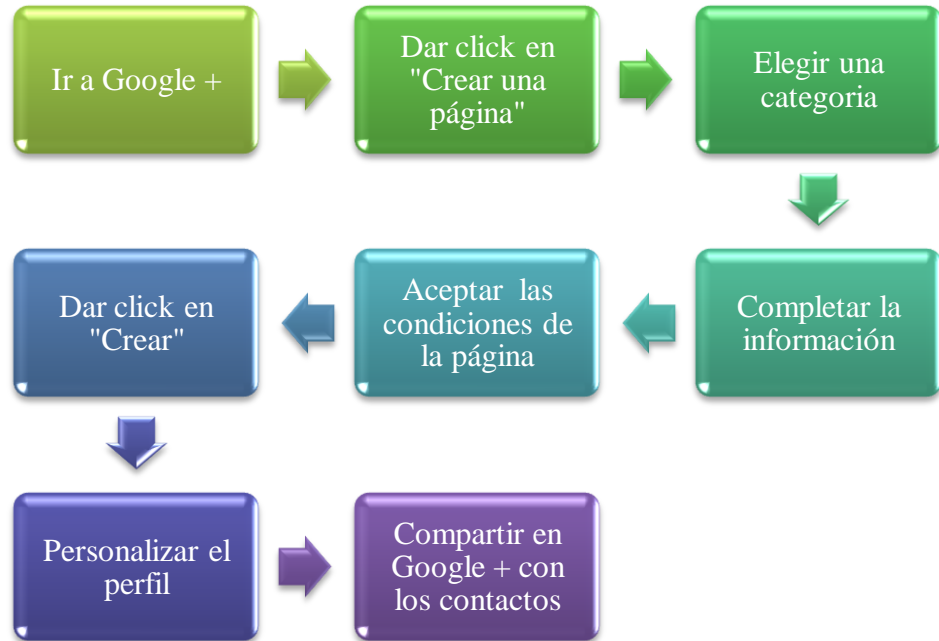 Ir a Google +
Dar click en
"Crear una
página"
Elegir una
categoria
Completar la
información
Aceptar las
condiciones de
la página
Dar click en
"Crear"
Personalizar el
perfil
Compartir en
Google + con
los contactos